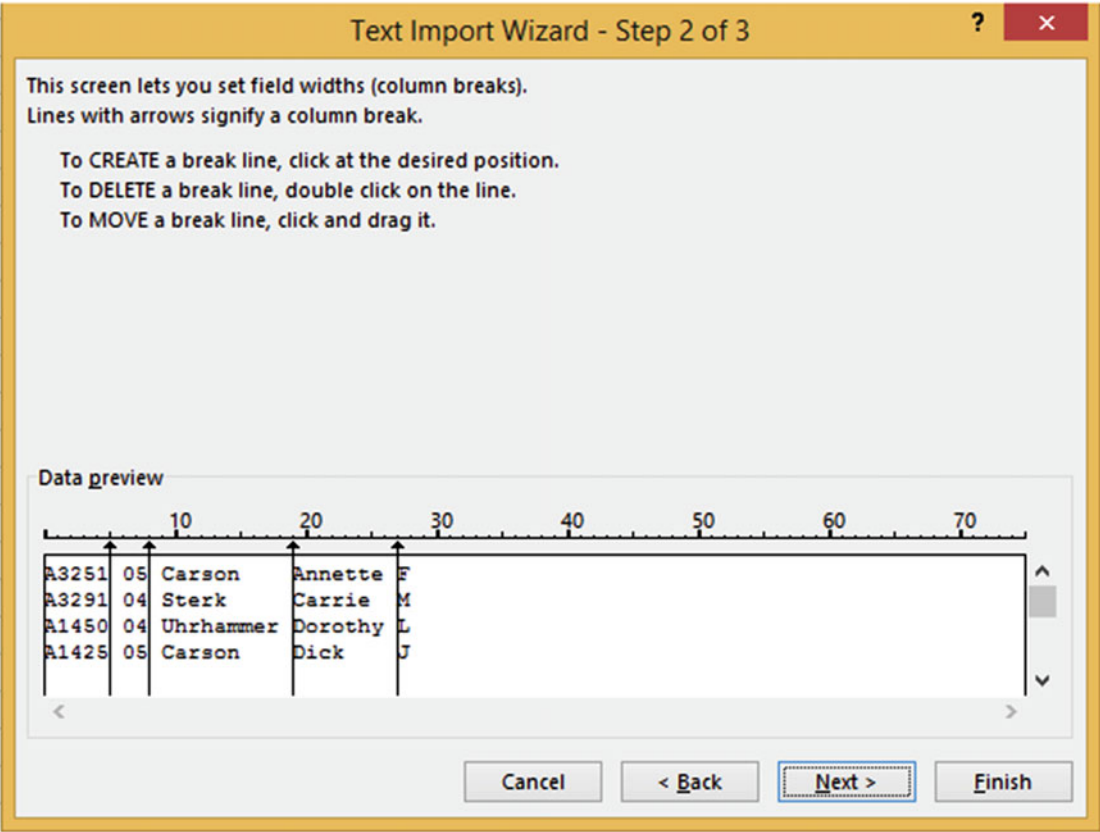 Text Import Wizard - Step 2 of 3
? ×
This screen lets you set field widths (column breaks).
Lines with arrows signify a column break.
To CREATE a break line, click at the desired position.
To DELETE a break line, double click on the line.
To MOVE a break line, click and drag it.
Data preview
10 20 30 40 50 60 70
A3251 05 Carson Annette F
A3291 04 Sterk Carrie M
A1450 04 Uhrhammer Dorothy L
A1425 05 Carson Dick J
Cancel < Back Next > Finish